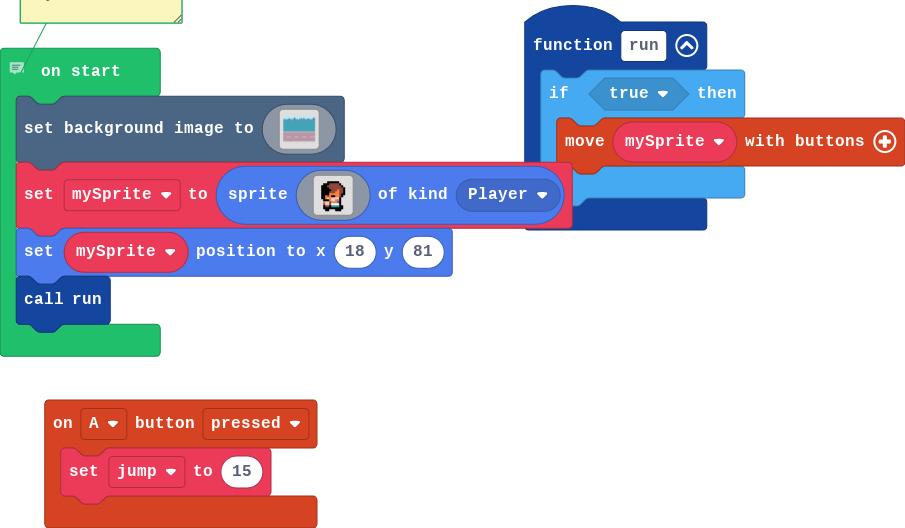 on start
set background image to
set mySprite to sprite of kind Player
set mySprite position to x 18 y 81
call run
function run
if true then
move mySprite with buttons
on A button pressed
set jump to 15